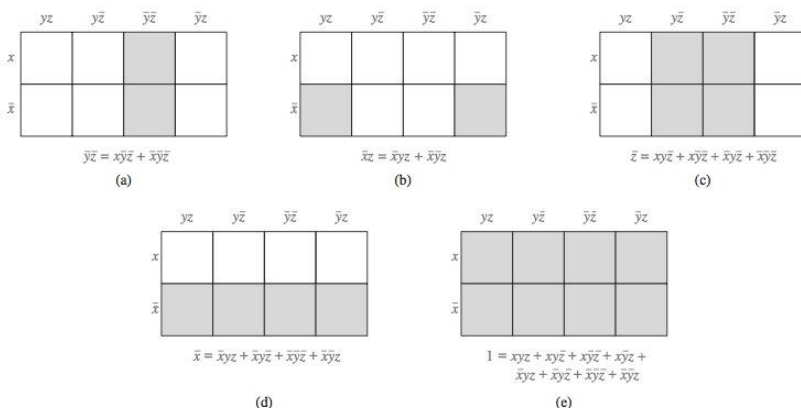 yz yz̄ ȳz̄ ȳz
x
x̄
ȳz̄ = xȳz̄ + x̄ȳz̄
(a)
yz yz̄ ȳz̄ ȳz
x
x̄
x̄z = x̄yz + x̄ȳz
(b)
yz yz̄ ȳz̄ ȳz
x
x̄
z̄ = xyz̄ + xȳz̄ + x̄yz̄ + x̄ȳz̄
(c)
yz yz̄ ȳz̄ ȳz
x
x̄
x̄ = x̄yz + x̄yz̄ + x̄ȳz̄ + x̄ȳz
(d)
yz yz̄ ȳz̄ ȳz
x
x̄
1 = xyz + xyz̄ + xȳz̄ + xȳz +
x̄yz + x̄yz̄ + x̄ȳz̄ + x̄ȳz
(e)